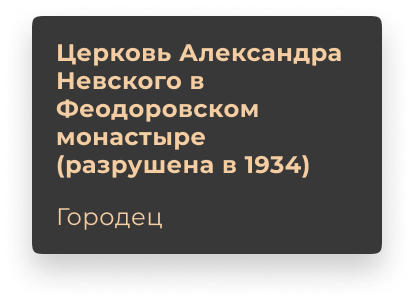 Церковь Александра
Невского в
Феодоровском
монастыре
(разрушена в 1934)
Городец